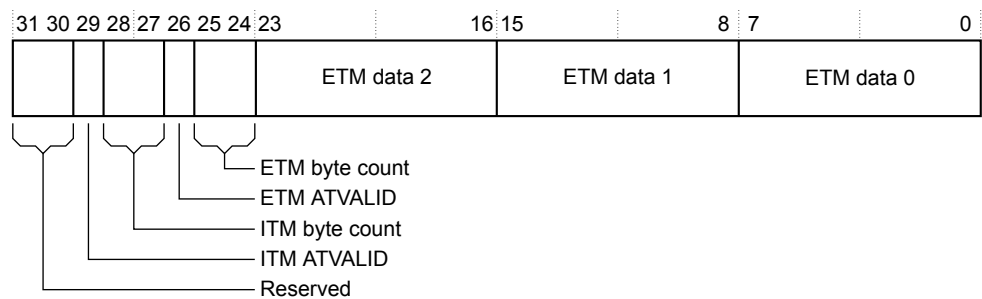 31 30 29 28 27 26 25 24 23 16 15 8 7 0
ETM data 2 ETM data 1 ETM data 0
ETM byte count
ETM ATVALID
ITM byte count
ITM ATVALID
Reserved